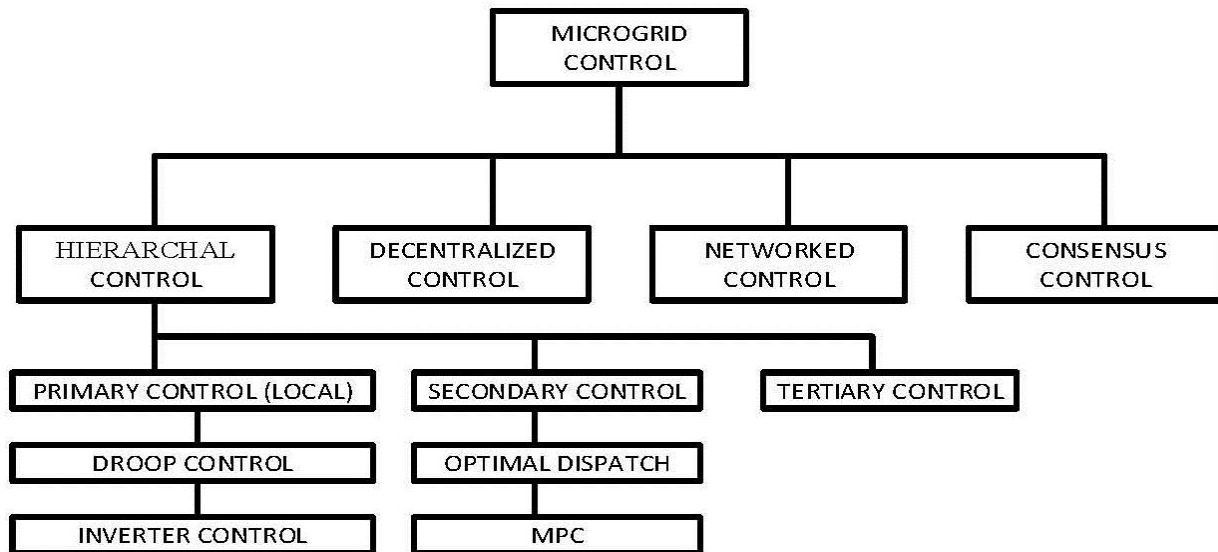 MICROGRID
CONTROL
HIERARCHAL
CONTROL
DECENTRALIZED
CONTROL
NETWORKED
CONTROL
CONSENSUS
CONTROL
PRIMARY CONTROL (LOCAL)
SECONDARY CONTROL
TERTIARY CONTROL
DROOP CONTROL
OPTIMAL DISPATCH
INVERTER CONTROL
MPC